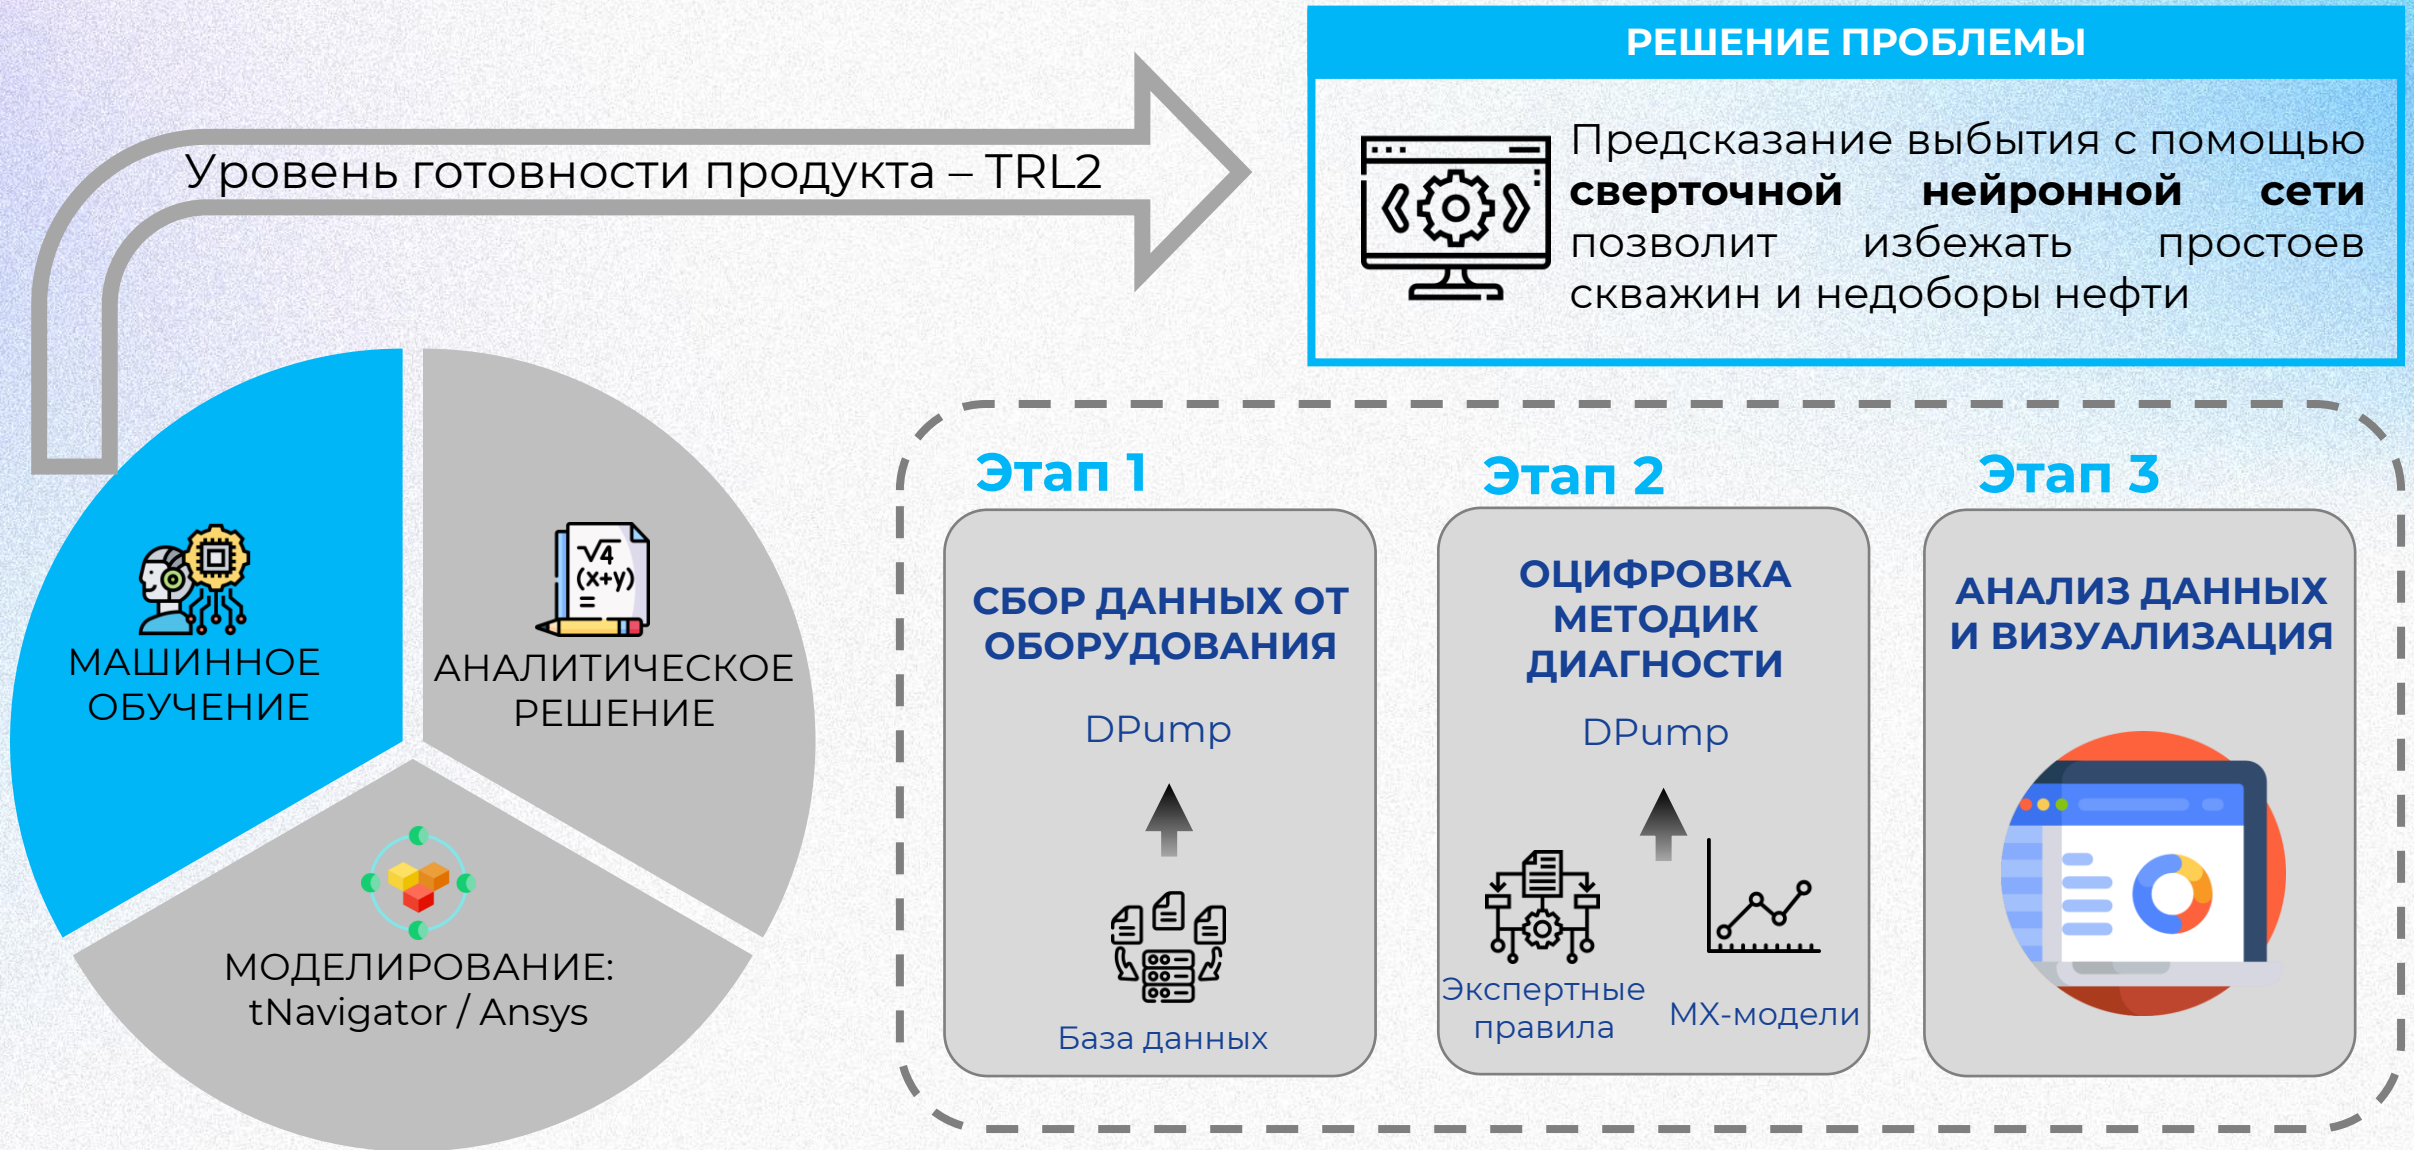 РЕШЕНИЕ ПРОБЛЕМЫ
Предсказание выбытия с помощью
сверточной нейронной сети
позволит избежать простоев
скважин и недоборы нефти
Уровень готовности продукта – TRL2
МАШИННОЕ
ОБУЧЕНИЕ
√4
(x+y)
=
АНАЛИТИЧЕСКОЕ
РЕШЕНИЕ
МОДЕЛИРОВАНИЕ:
tNavigator / Ansys
Этап 1
СБОР ДАННЫХ ОТ
ОБОРУДОВАНИЯ
DPump
База данных
Этап 2
ОЦИФРОВКА
МЕТОДИК
ДИАГНОСТИ
DPump
Экспертные
правила
МХ-модели
Этап 3
АНАЛИЗ ДАННЫХ
И ВИЗУАЛИЗАЦИЯ